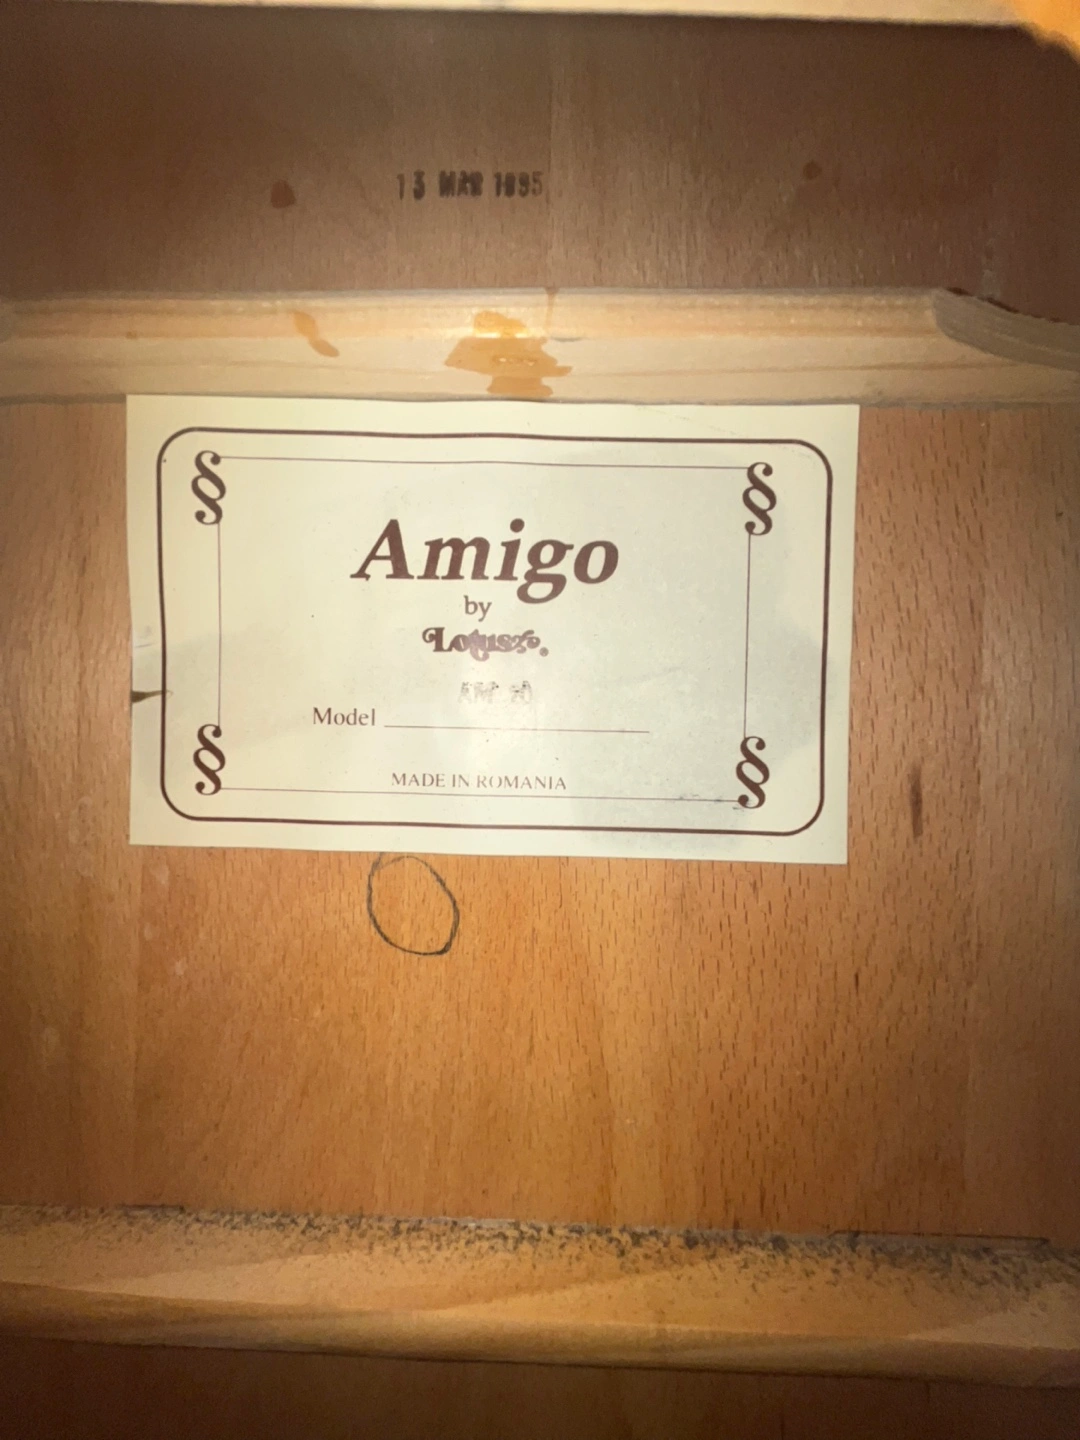 13 MAR 1995
Amigo
by
Lotus
Model
MADE IN ROMANIA